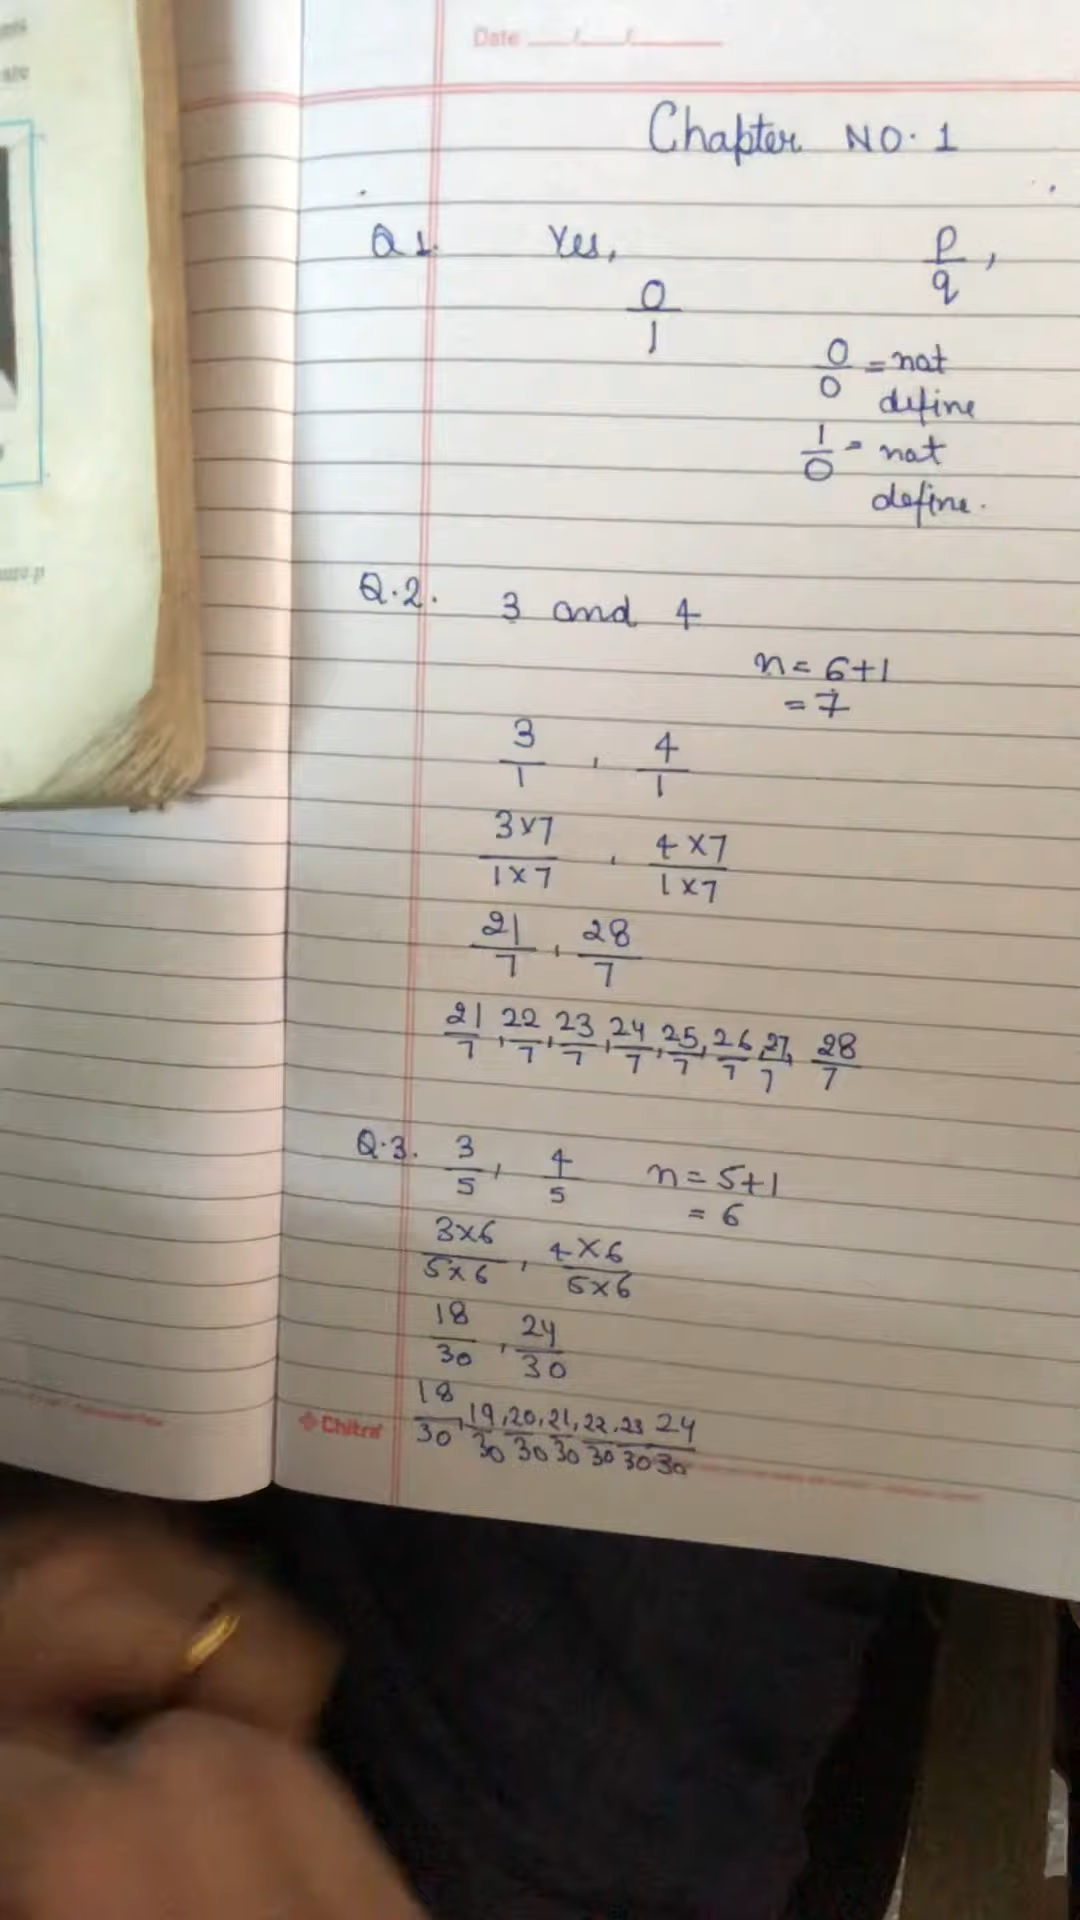 Date __/__/____
Chapter NO. 1
Q 1. Yes, p/q ,
0/1
0/0 = not
define
1/0 = not
define.
Q.2. 3 and 4
n = 6+1
= 7
3/1 , 4/1
3×7/1×7 , 4×7/1×7
21/7 , 28/7
21/7 , 22/7 , 23/7 , 24/7 , 25/7 , 26/7 , 27/7 , 28/7
Q.3. 3/5 , 4/5 n = 5+1
= 6
3×6/5×6 , 4×6/5×6
18/30 , 24/30
18/30 , 19/30 , 20/30 , 21/30 , 22/30 , 23/30 24/30
Chitra